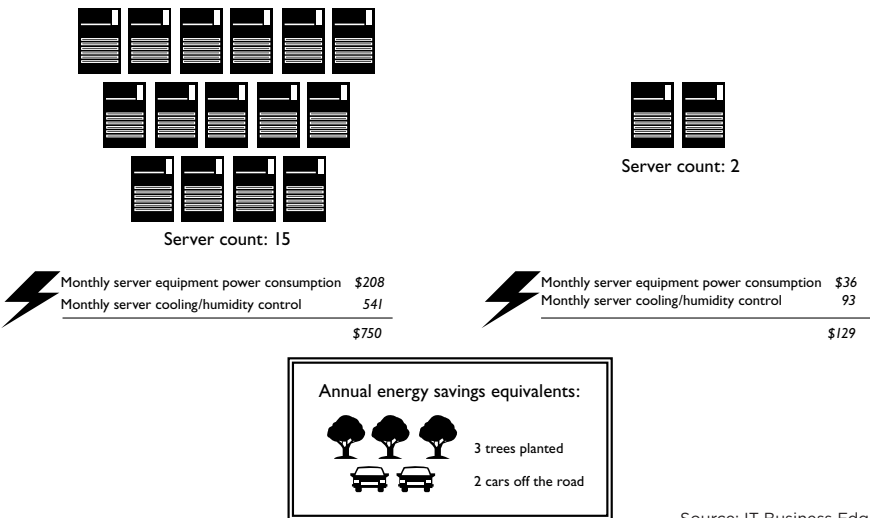 Server count: 15
Server count: 2
Monthly server equipment power consumption $208
Monthly server cooling/humidity control 541
$750
Monthly server equipment power consumption $36
Monthly server cooling/humidity control 93
$129
Annual energy savings equivalents:
3 trees planted
2 cars off the road
Source: IT Business